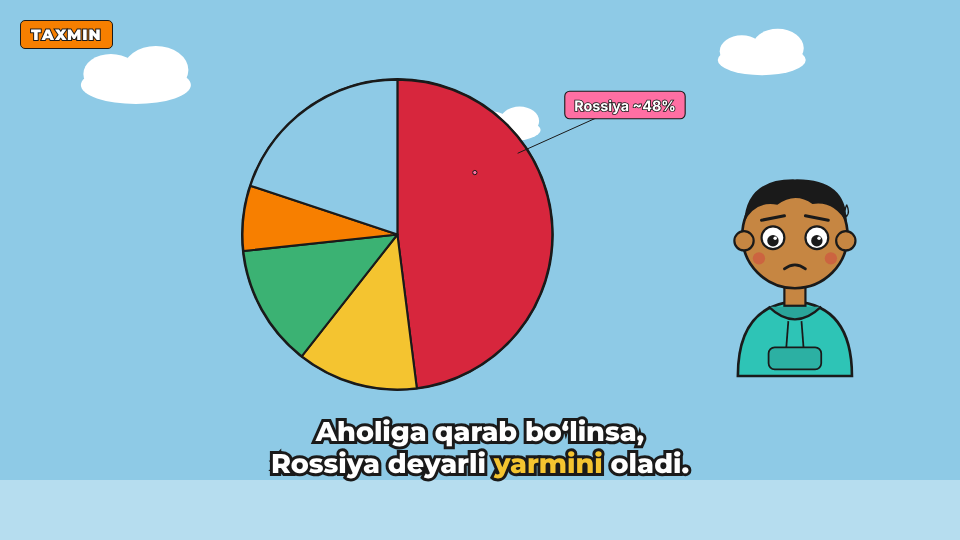 TAXMIN
Rossiya ~48%
Aholiga qarab bo‘linsa,
Rossiya deyarli yarmini oladi.